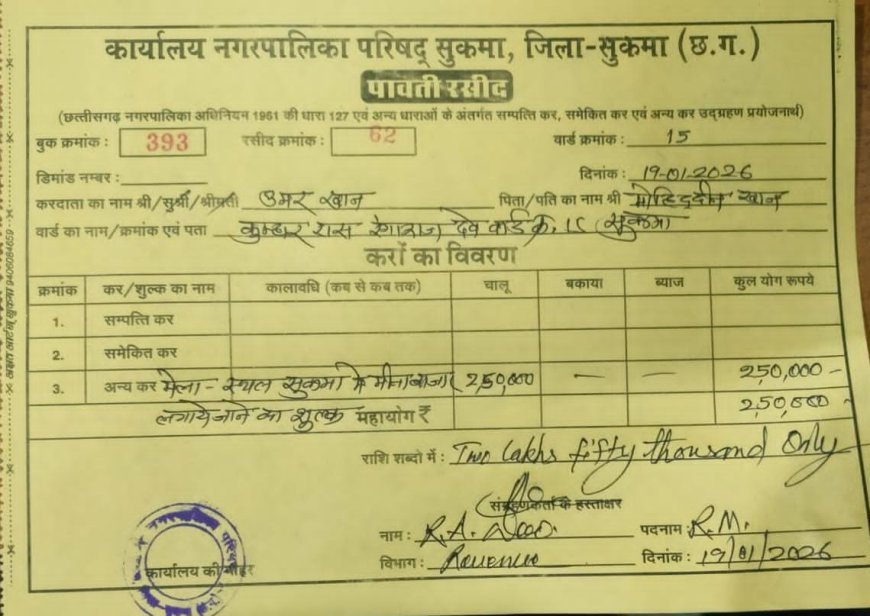 कार्यालय नगरपालिका परिषद् सुकमा, जिला-सुकमा (छ.ग.)
पावती रसीद
(छत्तीसगढ़ नगरपालिका अधिनियम 1961 की धारा 127 एवं अन्य धाराओं के अंतर्गत सम्पत्ति कर, समेकित कर एवं अन्य कर उद्ग्रहण प्रयोजनार्थ)
बुक क्रमांक : 393 रसीद क्रमांक : 62 वार्ड क्रमांक : 15
डिमांड नम्बर : दिनांक : 19-01-2026
करदाता का नाम श्री/सुश्री/श्रीमती उमर खान पिता/पति का नाम श्री मोहिददीन खान
वार्ड का नाम/क्रमांक एवं पता कुम्हार रास देव वार्ड क्र. 15 सुकमा
करों का विवरण
क्रमांक कर/शुल्क का नाम कालावधि (कब से कब तक) चालू बकाया ब्याज कुल योग रूपये
1. सम्पत्ति कर
2. समेकित कर
3. अन्य कर मेला - स्थल सुकमा में मीनाबाजार 2,50,000 — — 2,50,000 -
लगाये जाने का शुल्क महायोग ₹ 2,50,000 -
राशि शब्दो में : Two Lakhs fifty thousand Only
संग्रहणकर्ता के हस्ताक्षर
नाम : R.A. पदनाम : R.M.
विभाग : Revenue दिनांक : 19/01/2026
कार्यालय की मोहर